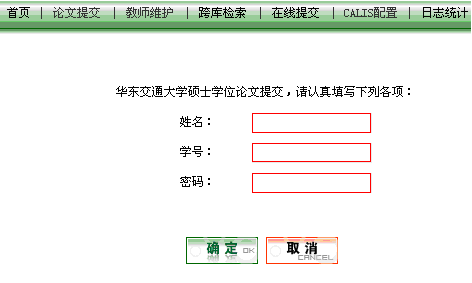 首页 | 论文提交 | 教师维护 | 跨库检索 | 在线提交 | CALIS配置 | 日志统计
华东交通大学硕士学位论文提交，请认真填写下列各项：
姓名：
学号：
密码：
确定 OK 取消 CANCEL